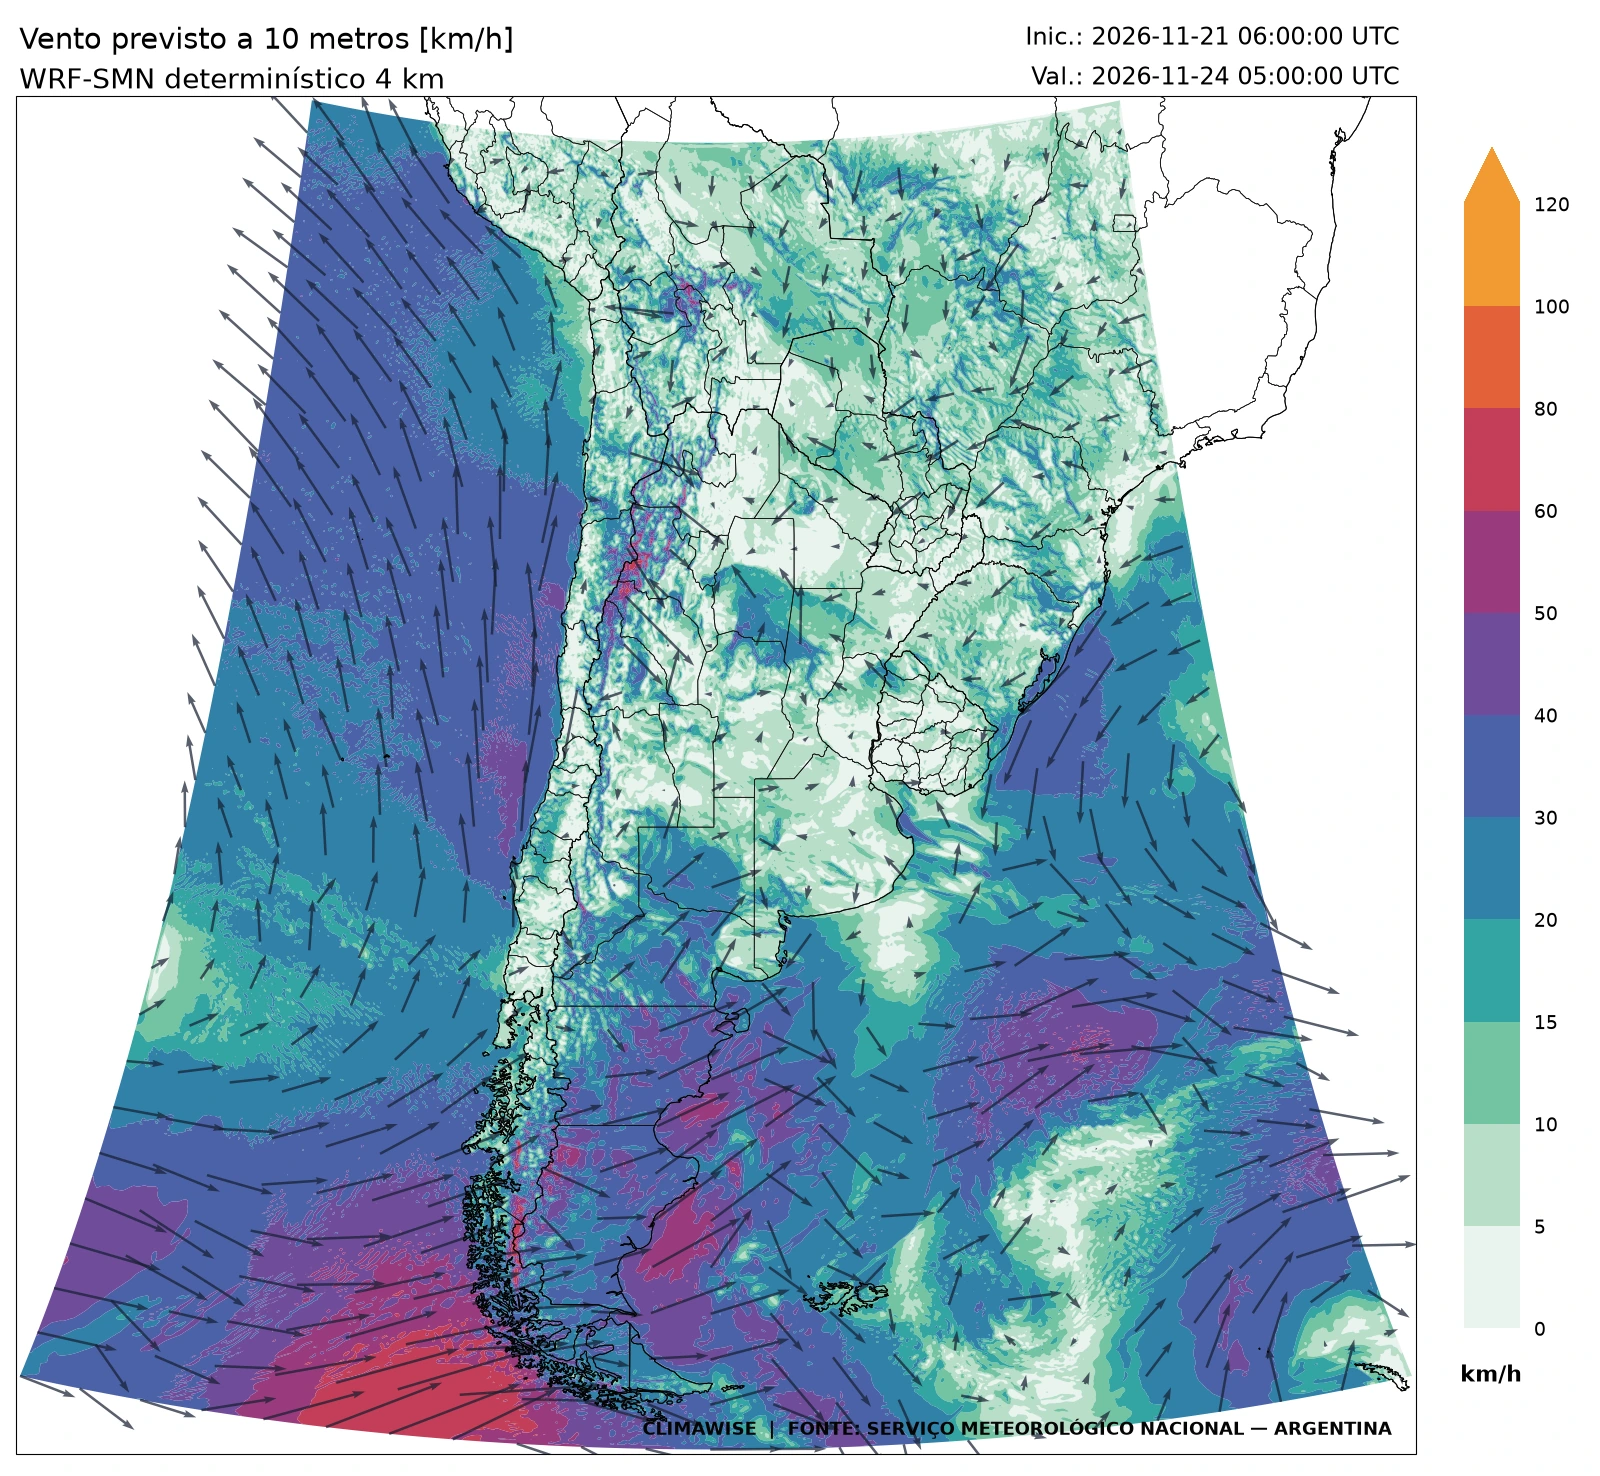 Vento previsto a 10 metros [km/h]
WRF-SMN determinístico 4 km
Inic.: 2026-11-21 06:00:00 UTC
Val.: 2026-11-24 05:00:00 UTC
120
100
80
60
50
40
30
20
15
10
5
0
km/h
CLIMAWISE | FONTE: SERVIÇO METEOROLÓGICO NACIONAL — ARGENTINA